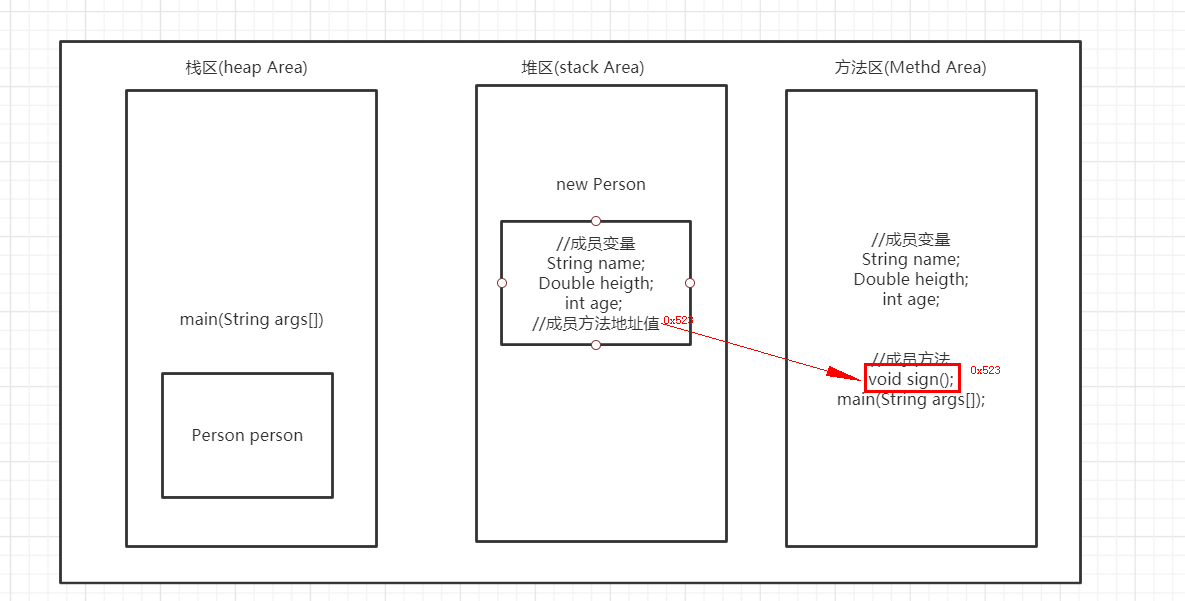 栈区(heap Area)
堆区(stack Area)
方法区(Methd Area)
main(String args[])
Person person
new Person
//成员变量
String name;
Double heigth;
int age;
//成员方法地址值 0x523
//成员变量
String name;
Double heigth;
int age;
//成员方法
void sign(); 0x523
main(String args[]);